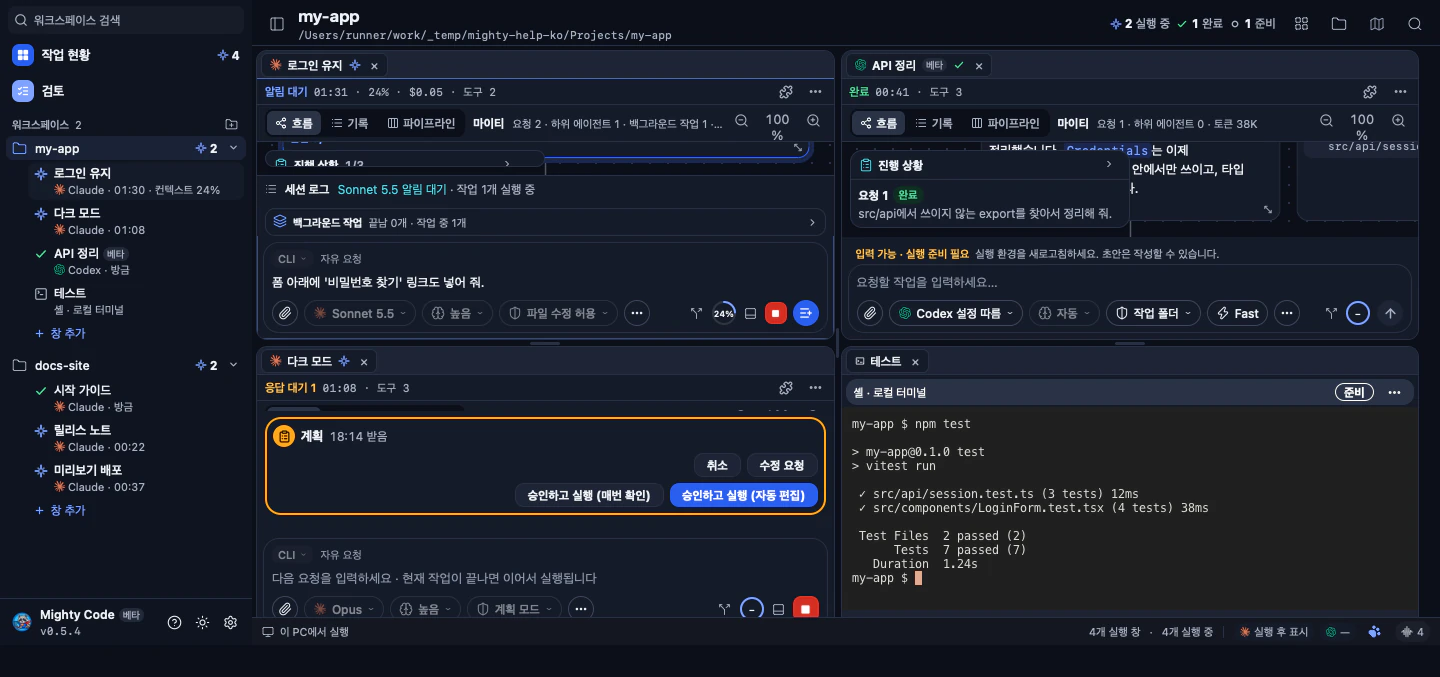 워크스페이스 검색
작업 현황
4
검토
워크스페이스 2
my-app
2
로그인 유지
Claude · 01:30 · 컨텍스트 24%
다크 모드
Claude · 01:08
API 정리 베타
Codex · 방금
테스트
셸 · 로컬 터미널
+ 창 추가
docs-site
2
시작 가이드
Claude · 방금
릴리스 노트
Claude · 00:22
미리보기 배포
Claude · 00:37
+ 창 추가
Mighty Code 베타
v0.5.4
my-app
/Users/runner/work/_temp/mighty-help-ko/Projects/my-app
2 실행 중 ✓ 1 완료 1 준비
로그인 유지 ×
알림 대기 01:31 · 24% · $0.05 · 도구 2
흐름 기록 파이프라인 마이티 요청 2 · 하위 에이전트 1 · 백그라운드 작업 1 ·... 100 %
진행 상황 1/3
세션 로그 Sonnet 5.5 알림 대기 · 작업 1개 실행 중
백그라운드 작업 끝남 0개 · 작업 중 1개
CLI 자유 요청
폼 아래에 '비밀번호 찾기' 링크도 넣어 줘.
Sonnet 5.5 높음 파일 수정 허용 ··· 24%
API 정리 베타 ✓ ×
완료 00:41 · 도구 3
흐름 기록 파이프라인 마이티 요청 1 · 하위 에이전트 0 · 토큰 38K 100 %
Credentials는 이제
안에서만 쓰이고, 타입
src/api/sessi
진행 상황
요청 1 완료
src/api에서 쓰이지 않는 export를 찾아서 정리해 줘.
입력 가능 · 실행 준비 필요 실행 환경을 새로고침하세요. 초안은 작성할 수 있습니다.
요청할 작업을 입력하세요...
Codex 설정 따름 자동 작업 폴더 Fast ··· -
다크 모드 ×
응답 대기 1 01:08 · 도구 3
계획 18:14 받음
취소 수정 요청
승인하고 실행 (매번 확인) 승인하고 실행 (자동 편집)
CLI 자유 요청
다음 요청을 입력하세요 · 현재 작업이 끝나면 이어서 실행됩니다
Opus 높음 계획 모드 ··· -
테스트 ×
셸 · 로컬 터미널 준비 ···
my-app $ npm test
> my-app@0.1.0 test
> vitest run
✓ src/api/session.test.ts (3 tests) 12ms
✓ src/components/LoginForm.test.tsx (4 tests) 38ms
Test Files 2 passed (2)
Tests 7 passed (7)
Duration 1.24s
my-app $
이 PC에서 실행
4개 실행 창 · 4개 실행 중 실행 후 표시 — 4